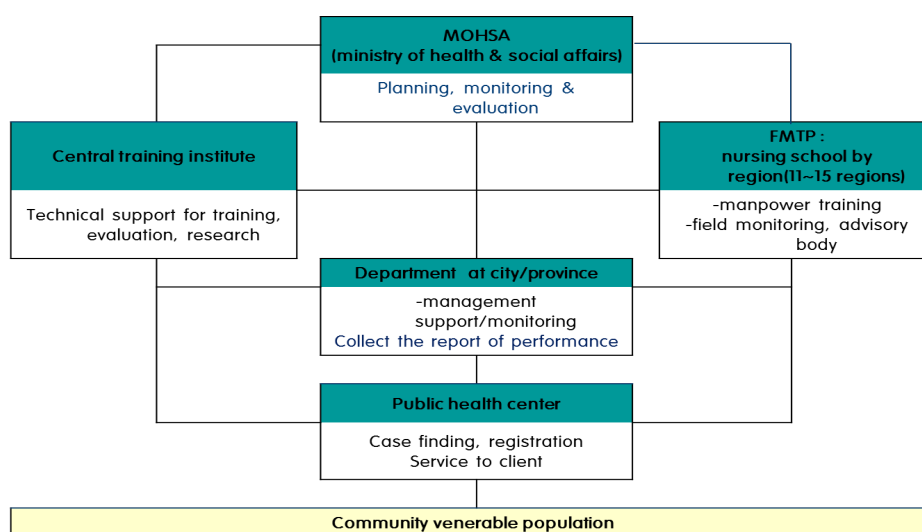 MOHSA
(ministry of health & social affairs)
Planning, monitoring &
evaluation
Central training institute
Technical support for training,
evaluation, research
FMTP :
nursing school by
region(11~15 regions)
-manpower training
-field monitoring, advisory
body
Department at city/province
-management
support/monitoring
Collect the report of performance
Public health center
Case finding, registration
Service to client
Community venerable population